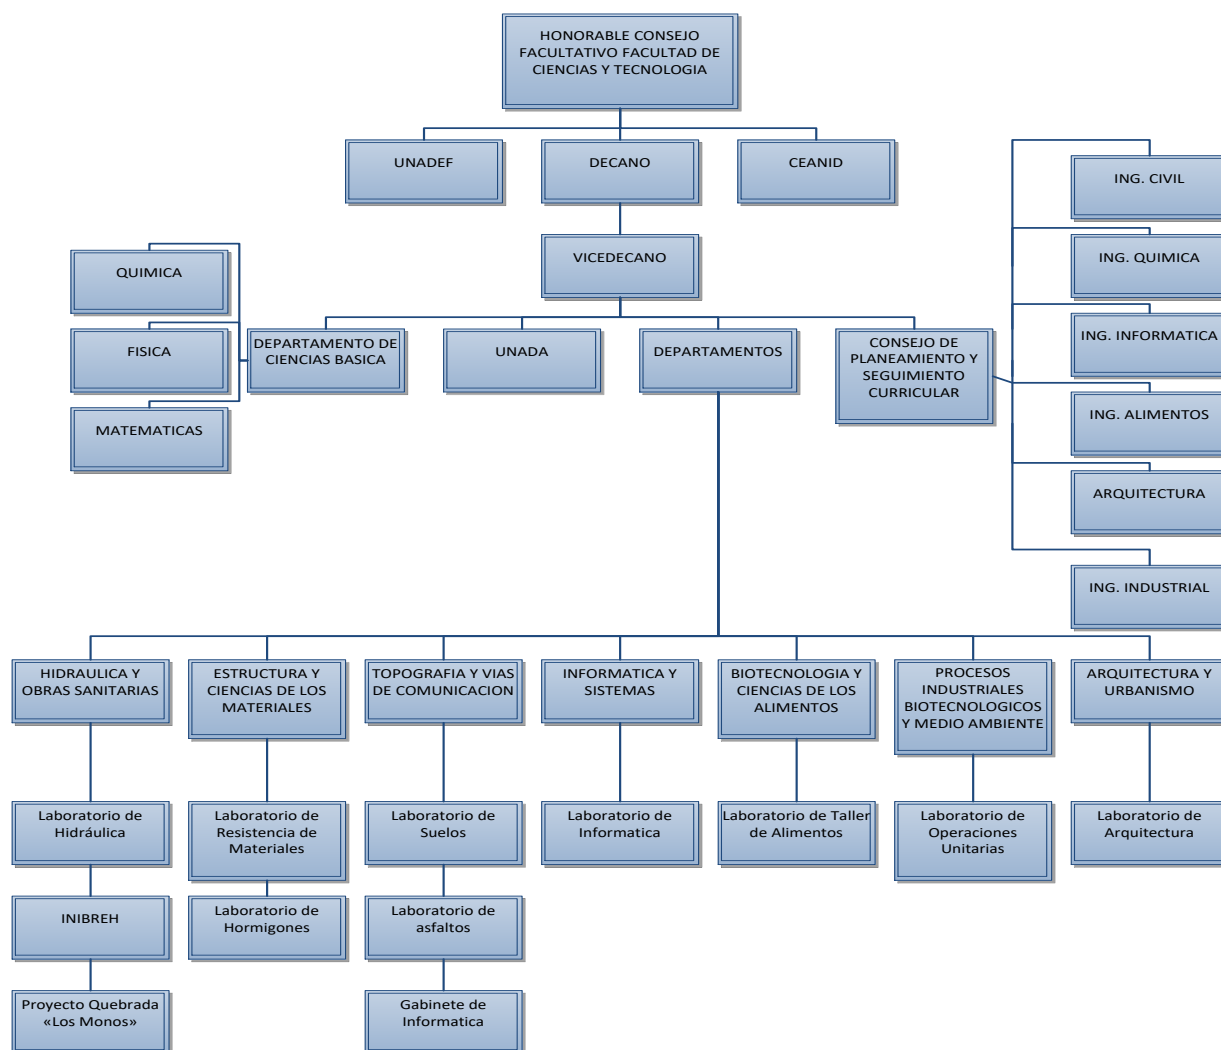 HONORABLE CONSEJO
FACULTATIVO FACULTAD DE
CIENCIAS Y TECNOLOGIA
UNADEF
DECANO
CEANID
ING. CIVIL
VICEDECANO
ING. QUIMICA
QUIMICA
DEPARTAMENTO DE
CIENCIAS BASICA
UNADA
DEPARTAMENTOS
CONSEJO DE
PLANEAMIENTO Y
SEGUIMIENTO
CURRICULAR
ING. INFORMATICA
FISICA
ING. ALIMENTOS
MATEMATICAS
ARQUITECTURA
ING. INDUSTRIAL
HIDRAULICA Y
OBRAS SANITARIAS
ESTRUCTURA Y
CIENCIAS DE LOS
MATERIALES
TOPOGRAFIA Y VIAS
DE COMUNICACION
INFORMATICA Y
SISTEMAS
BIOTECNOLOGIA Y
CIENCIAS DE LOS
ALIMENTOS
PROCESOS
INDUSTRIALES
BIOTECNOLOGICOS
Y MEDIO AMBIENTE
ARQUITECTURA Y
URBANISMO
Laboratorio de
Hidráulica
Laboratorio de
Resistencia de
Materiales
Laboratorio de
Suelos
Laboratorio de
Informatica
Laboratorio de Taller
de Alimentos
Laboratorio de
Operaciones
Unitarias
Laboratorio de
Arquitectura
INIBREH
Laboratorio de
Hormigones
Laboratorio de
asfaltos
Proyecto Quebrada
«Los Monos»
Gabinete de
Informatica